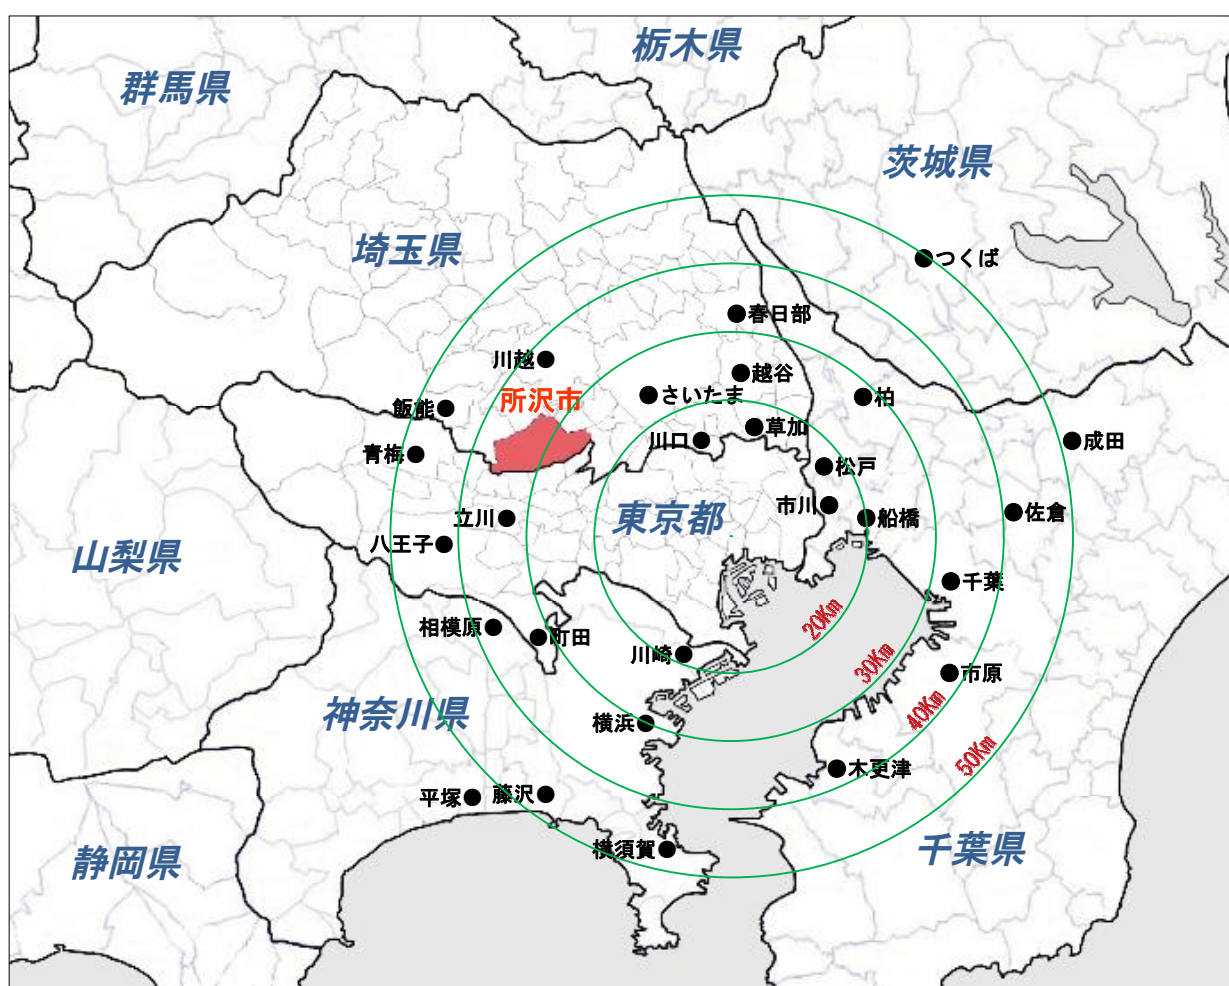 栃木県
群馬県
茨城県
埼玉県
つくば
春日部
川越
越谷
さいたま
柏
所沢市
飯能
草加
川口
成田
青梅
松戸
市川
船橋
佐倉
立川
東京都
八王子
山梨県
千葉
20Km
相模原
町田
川崎
30Km
市原
神奈川県
横浜
40Km
50Km
木更津
平塚
藤沢
横須賀
千葉県
静岡県